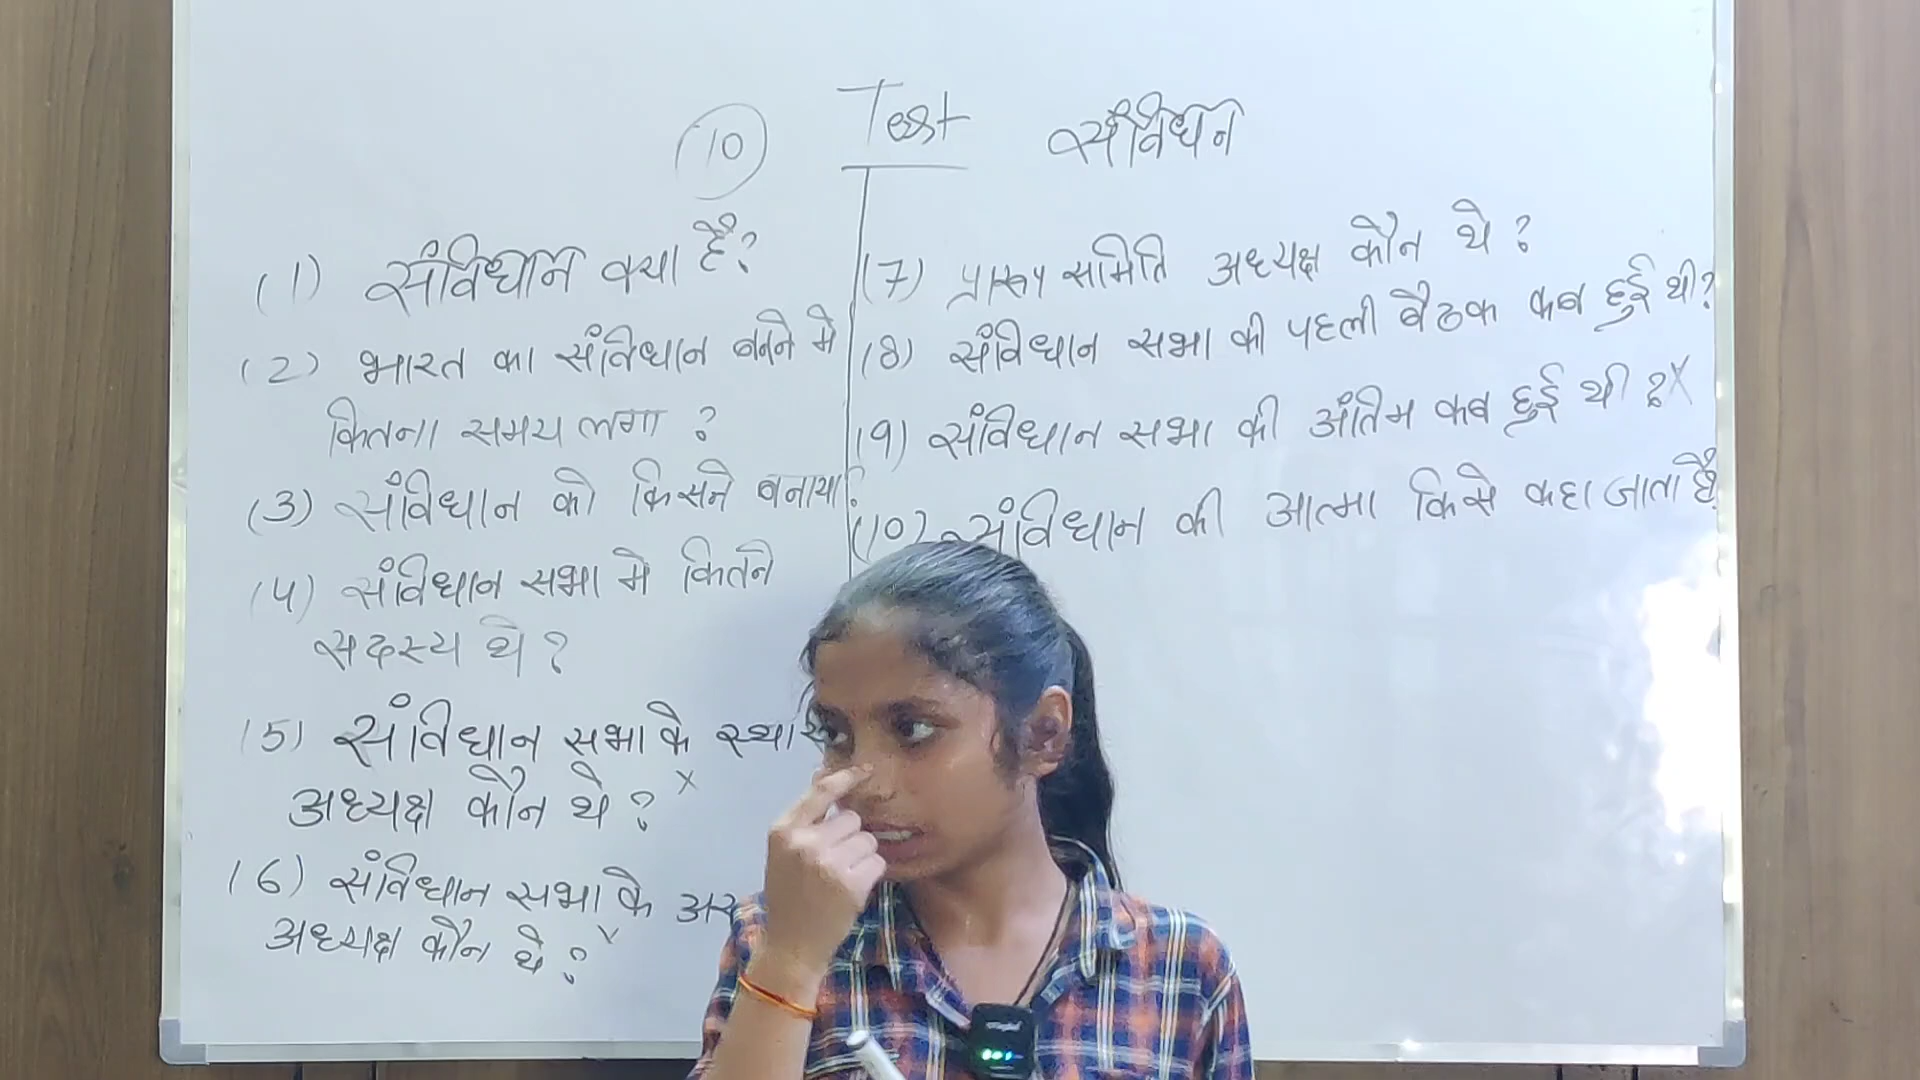 10 Test संविधान
(1) संविधान क्या है?
(2) भारत का संविधान बनने मे
कितना समय लगा ?
(3) संविधान को किसने बनाया?
(4) संविधान सभा मे कितने
सदस्य थे ?
(5) संविधान सभा के
अध्यक्ष कौन थे ? x
(6) संविधान सभा के
अध्यक्ष कौन थे ?
(7) प्रारूप समिति अध्यक्ष कौन थे ?
(8) संविधान सभा की पहली बैठक कब हुई थी?
(9) संविधान सभा की अंतिम कब हुई थी ? x
(10) संविधान की आत्मा किसे कहा जाता है?